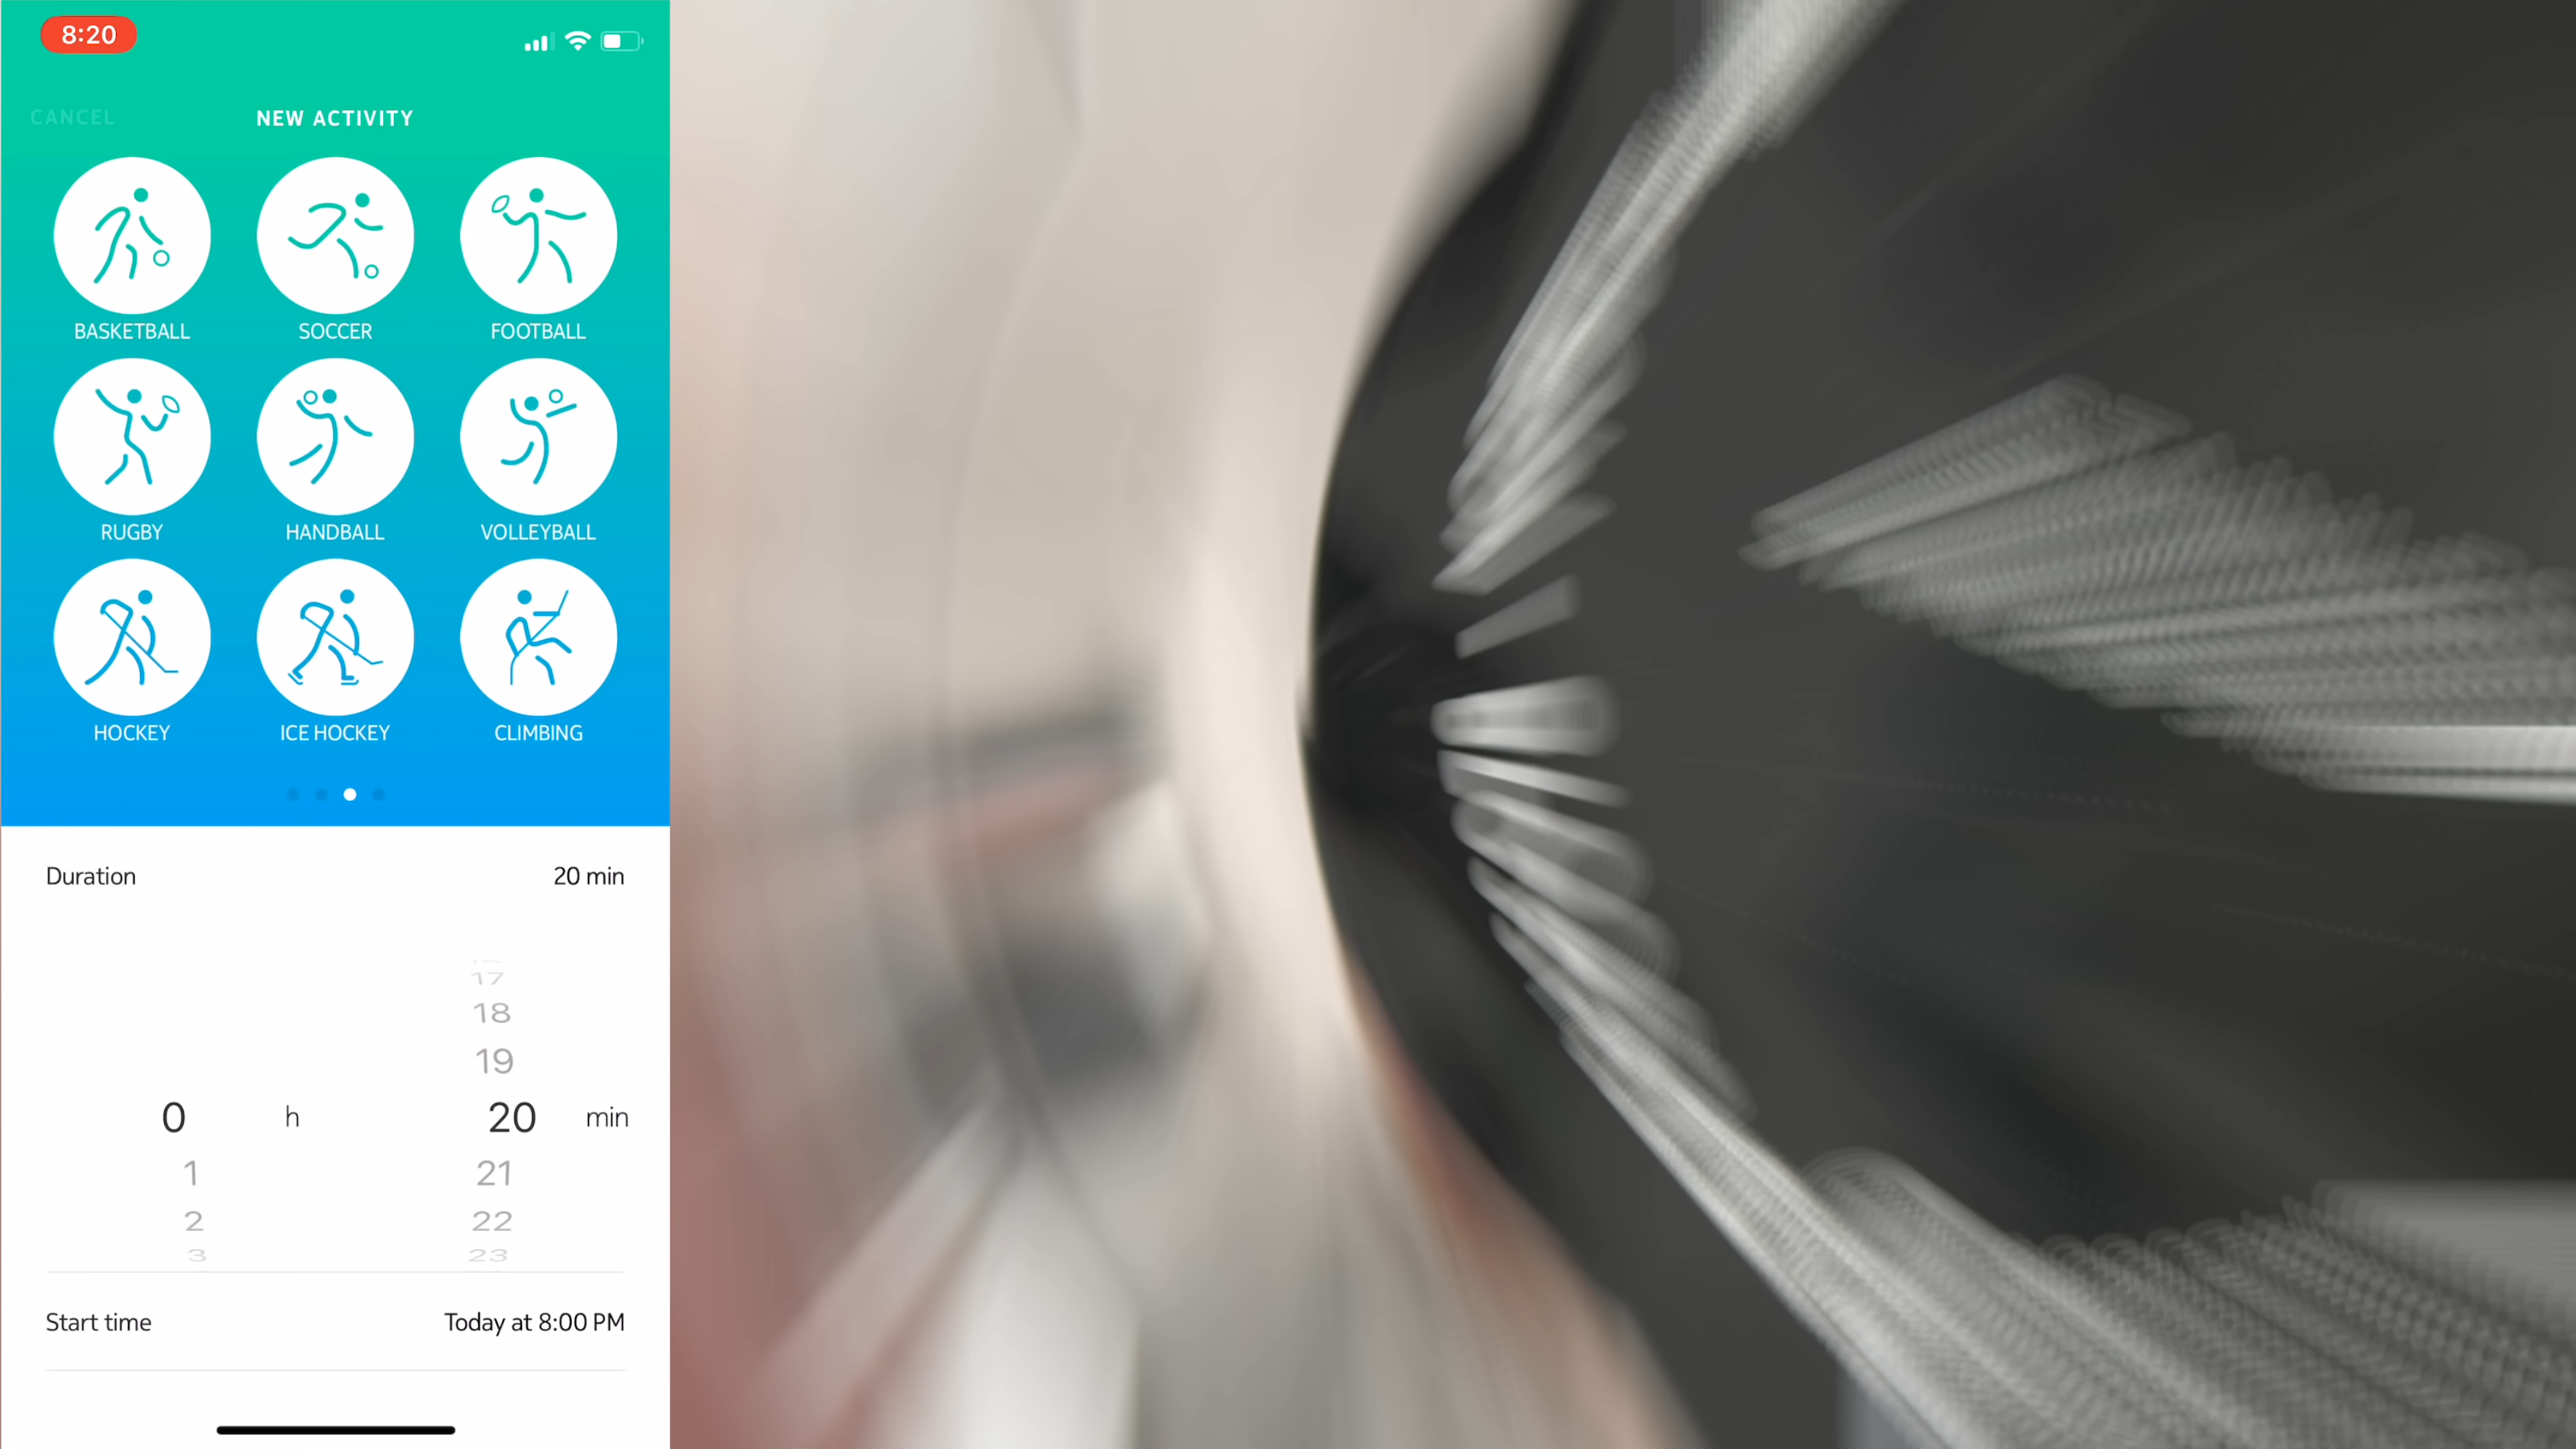 8:20
CANCEL
NEW ACTIVITY
BASKETBALL
SOCCER
FOOTBALL
RUGBY
HANDBALL
VOLLEYBALL
HOCKEY
ICE HOCKEY
CLIMBING
Duration
20 min
17
18
19
0 h 20 min
1 21
2 22
3 23
Start time
Today at 8:00 PM